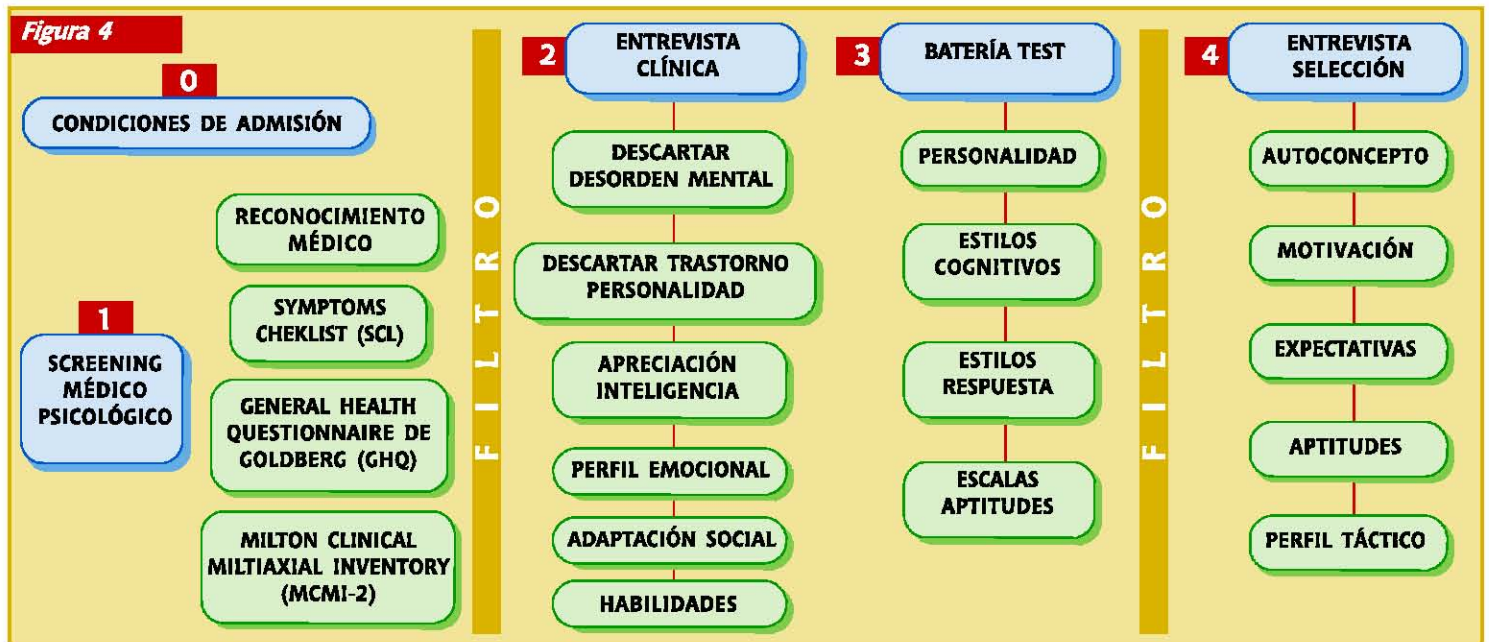 Figura 4
0
CONDICIONES DE ADMISIÓN
1
SCREENING
MÉDICO
PSICOLÓGICO
RECONOCIMIENTO
MÉDICO
SYMPTOMS
CHEKLIST (SCL)
GENERAL HEALTH
QUESTIONNAIRE DE
GOLDBERG (GHQ)
MILTON CLINICAL
MILTIAXIAL INVENTORY
(MCMI-2)
FILTRO
2
ENTREVISTA
CLÍNICA
DESCARTAR
DESORDEN MENTAL
DESCARTAR TRASTORNO
PERSONALIDAD
APRECIACIÓN
INTELIGENCIA
PERFIL EMOCIONAL
ADAPTACIÓN SOCIAL
HABILIDADES
3
BATERÍA TEST
PERSONALIDAD
ESTILOS
COGNITIVOS
ESTILOS
RESPUESTA
ESCALAS
APTITUDES
FILTRO
4
ENTREVISTA
SELECCIÓN
AUTOCONCEPTO
MOTIVACIÓN
EXPECTATIVAS
APTITUDES
PERFIL TÁCTICO